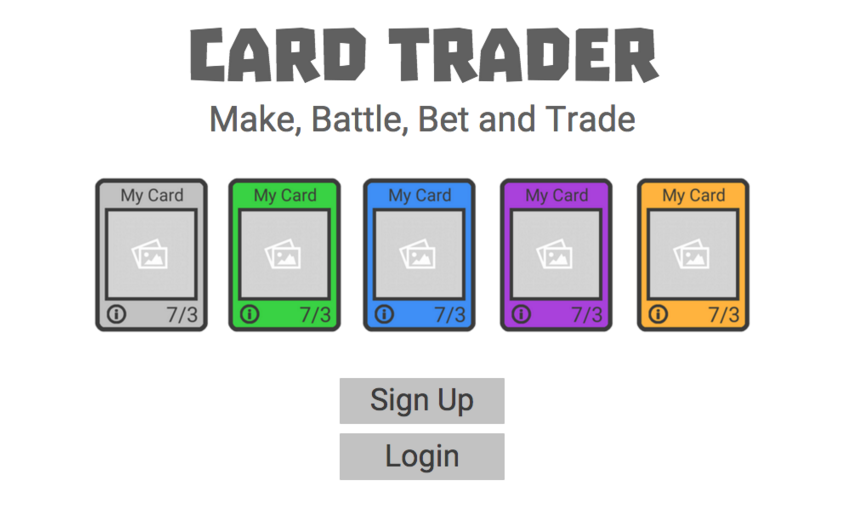 CARD TRADER
Make, Battle, Bet and Trade
My Card My Card My Card My Card My Card
7/3 7/3 7/3 7/3 7/3
Sign Up
Login